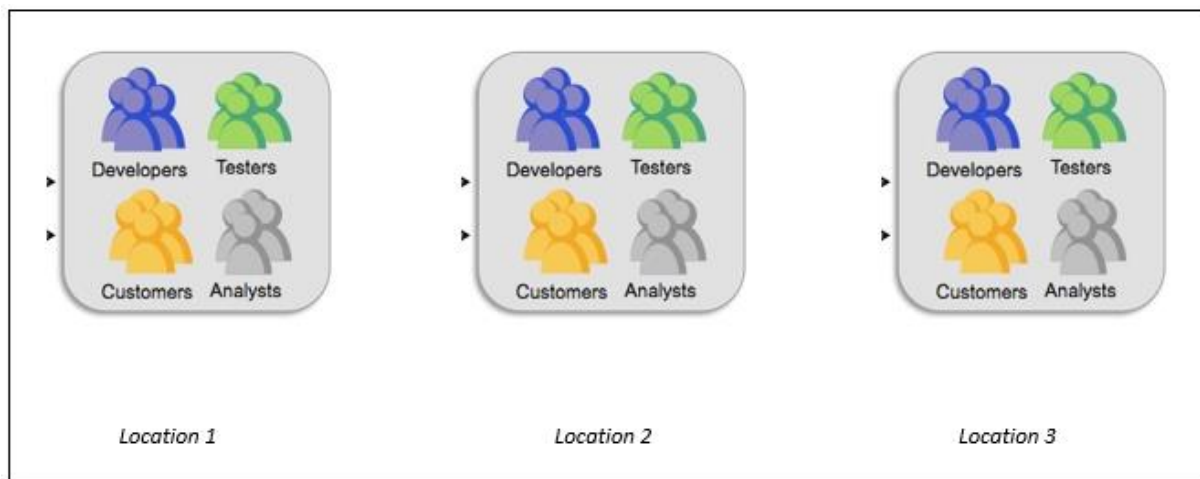 Developers Testers
Customers Analysts
Developers Testers
Customers Analysts
Developers Testers
Customers Analysts
Location 1
Location 2
Location 3